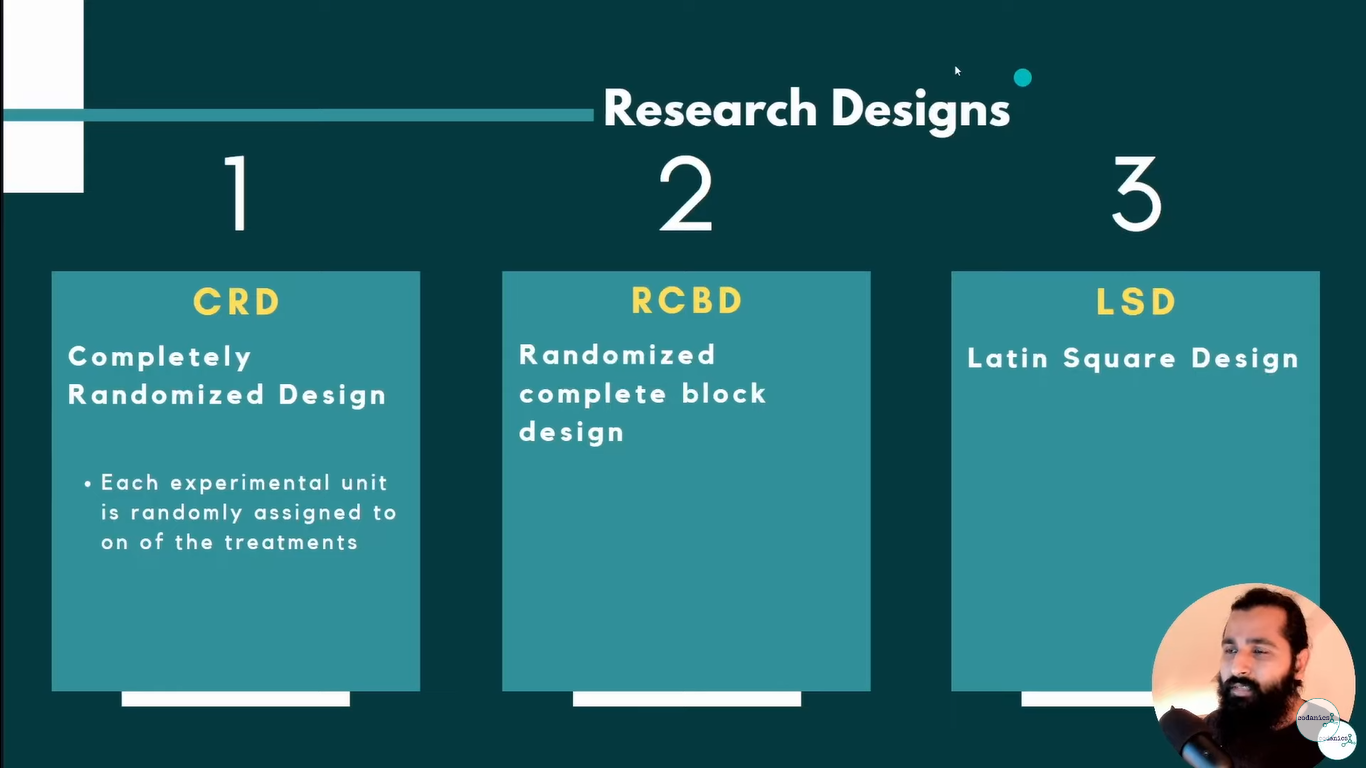 Research Designs
1
2
3
CRD
Completely
Randomized Design
• Each experimental unit
is randomly assigned to
on of the treatments
RCBD
Randomized
complete block
design
LSD
Latin Square Design
codanics
codanics